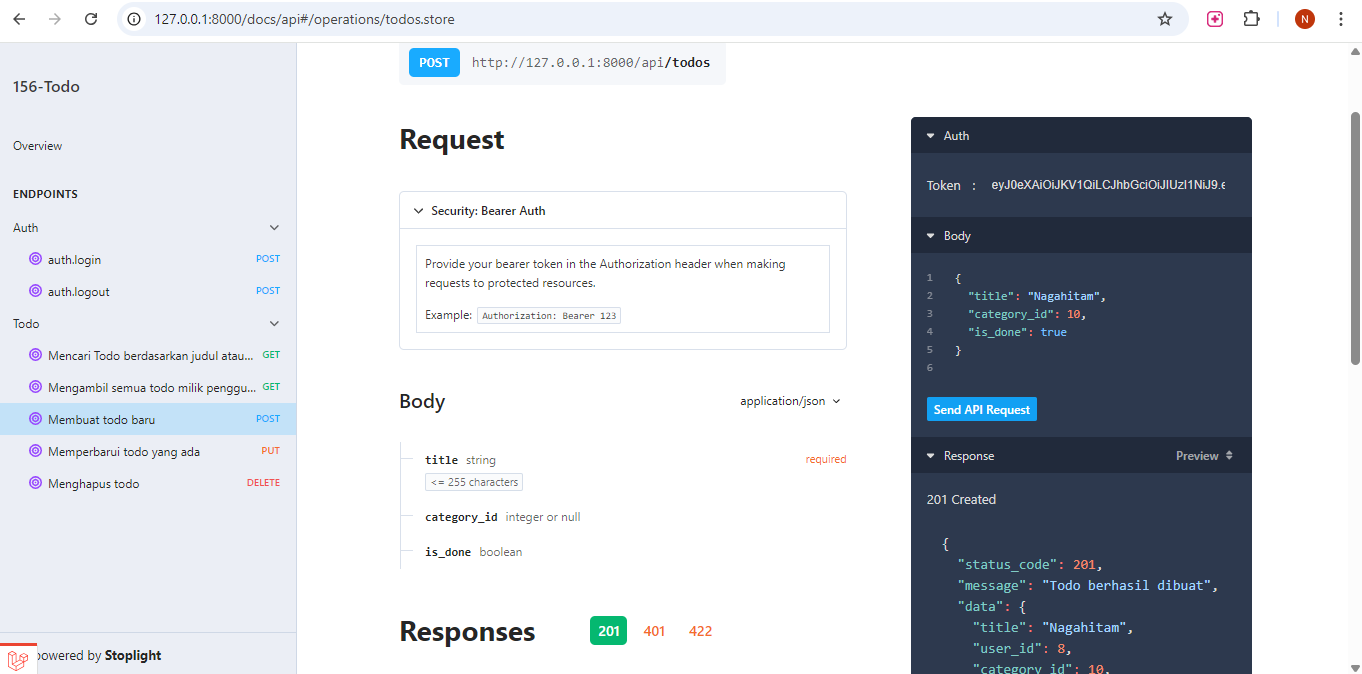 127.0.0.1:8000/docs/api#/operations/todos.store
N
156-Todo
Overview
ENDPOINTS
Auth
auth.login POST
auth.logout POST
Todo
Mencari Todo berdasarkan judul atau... GET
Mengambil semua todo milik penggu... GET
Membuat todo baru POST
Memperbarui todo yang ada PUT
Menghapus todo DELETE
powered by Stoplight
POST http://127.0.0.1:8000/api/todos
Request
Security: Bearer Auth
Provide your bearer token in the Authorization header when making
requests to protected resources.
Example: Authorization: Bearer 123
Body application/json
title string required
<= 255 characters
category_id integer or null
is_done boolean
Responses 201 401 422
Auth
Token : eyJ0eXAiOiJKV1QiLCJhbGciOiJIUzI1NiJ9.e
Body
1 {
2 "title": "Nagahitam",
3 "category_id": 10,
4 "is_done": true
5 }
6
Send API Request
Response Preview
201 Created
{
"status_code": 201,
"message": "Todo berhasil dibuat",
"data": {
"title": "Nagahitam",
"user_id": 8,
"category_id": 10,